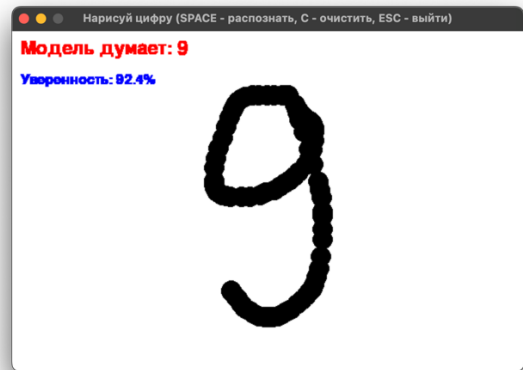 Нарисуй цифру (SPACE - распознать, C - очистить, ESC - выйти)
Модель думает: 9
Уверенность: 92.4%
9